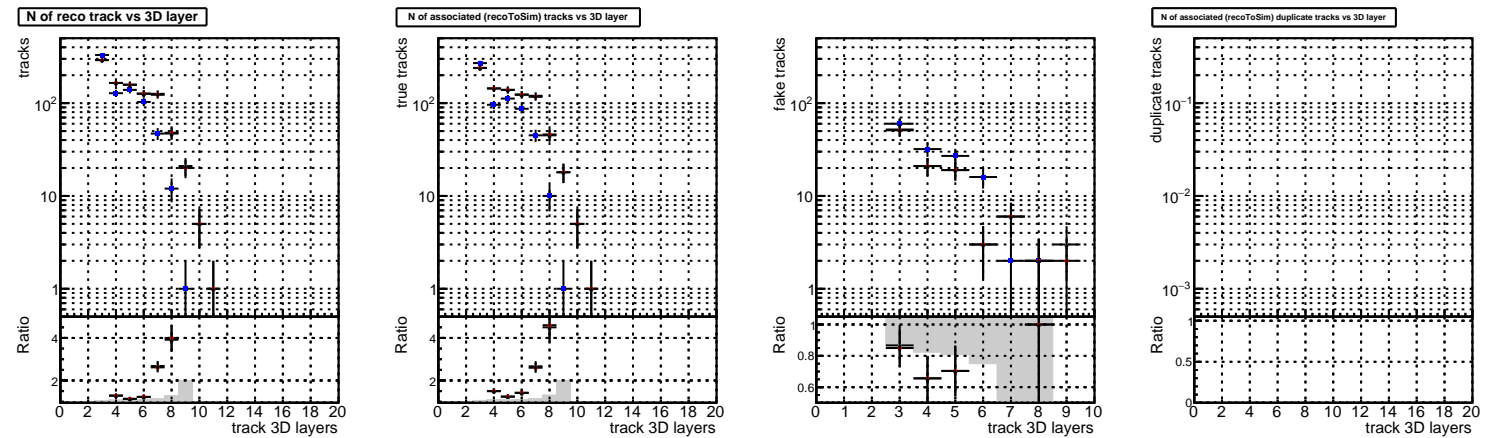 N of reco track vs 3D layer
tracks
10²
10
1
Ratio
4
2
0 2 4 6 8 10 12 14 16 18 20
track 3D layers
N of associated (recoToSim) tracks vs 3D layer
true tracks
10²
10
1
Ratio
4
2
0 2 4 6 8 10 12 14 16 18 20
track 3D layers
fake tracks
10²
10
1
Ratio
1
0.8
0.6
0 1 2 3 4 5 6 7 8 9 10
track 3D layers
N of associated (recoToSim) duplicate tracks vs 3D layer
duplicate tracks
10⁻¹
10⁻²
10⁻³
Ratio
1
0.5
0
0 2 4 6 8 10 12 14 16 18 20
track 3D layers